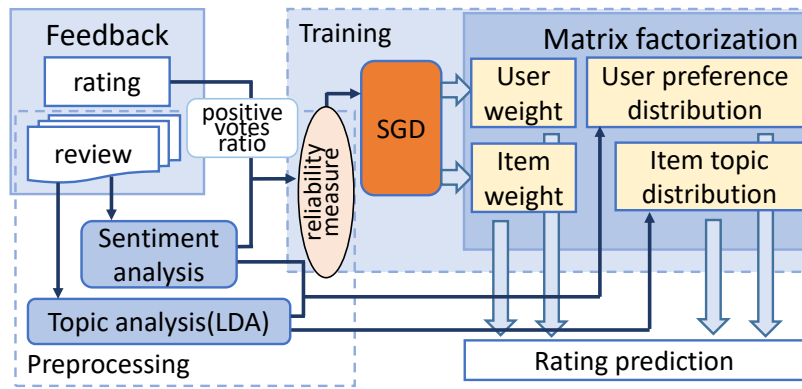 Feedback
rating
review
positive
votes
ratio
Sentiment
analysis
Topic analysis(LDA)
Preprocessing
Training
reliability
measure
SGD
Matrix factorization
User
weight
User preference
distribution
Item
weight
Item topic
distribution
Rating prediction